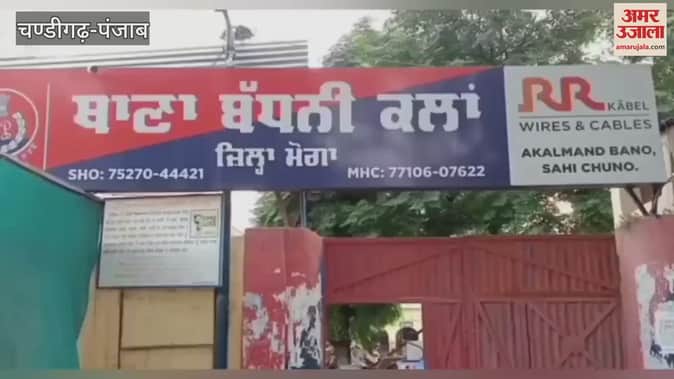 चण्डीगढ़-पंजाब
अमर उजाला
amarujala.com
ਥਾਣਾ ਬੱਧਨੀ ਕਲਾਂ
ਜ਼ਿਲ੍ਹਾ ਮੋਗਾ
SHO: 75270-44421
MHC: 77106-07622
RR KÂBEL
WIRES & CABLES
AKALMAND BANO,
SAHI CHUNO.